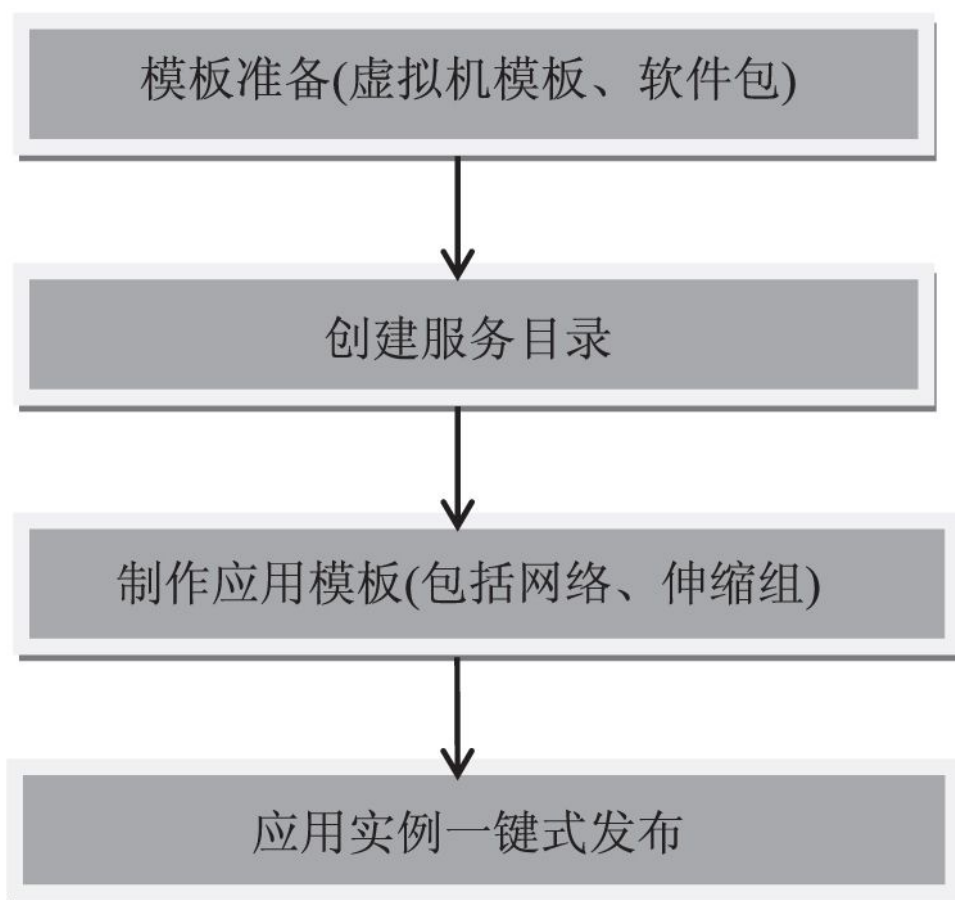 模板准备(虚拟机模板、软件包)
创建服务目录
制作应用模板(包括网络、伸缩组)
应用实例一键式发布